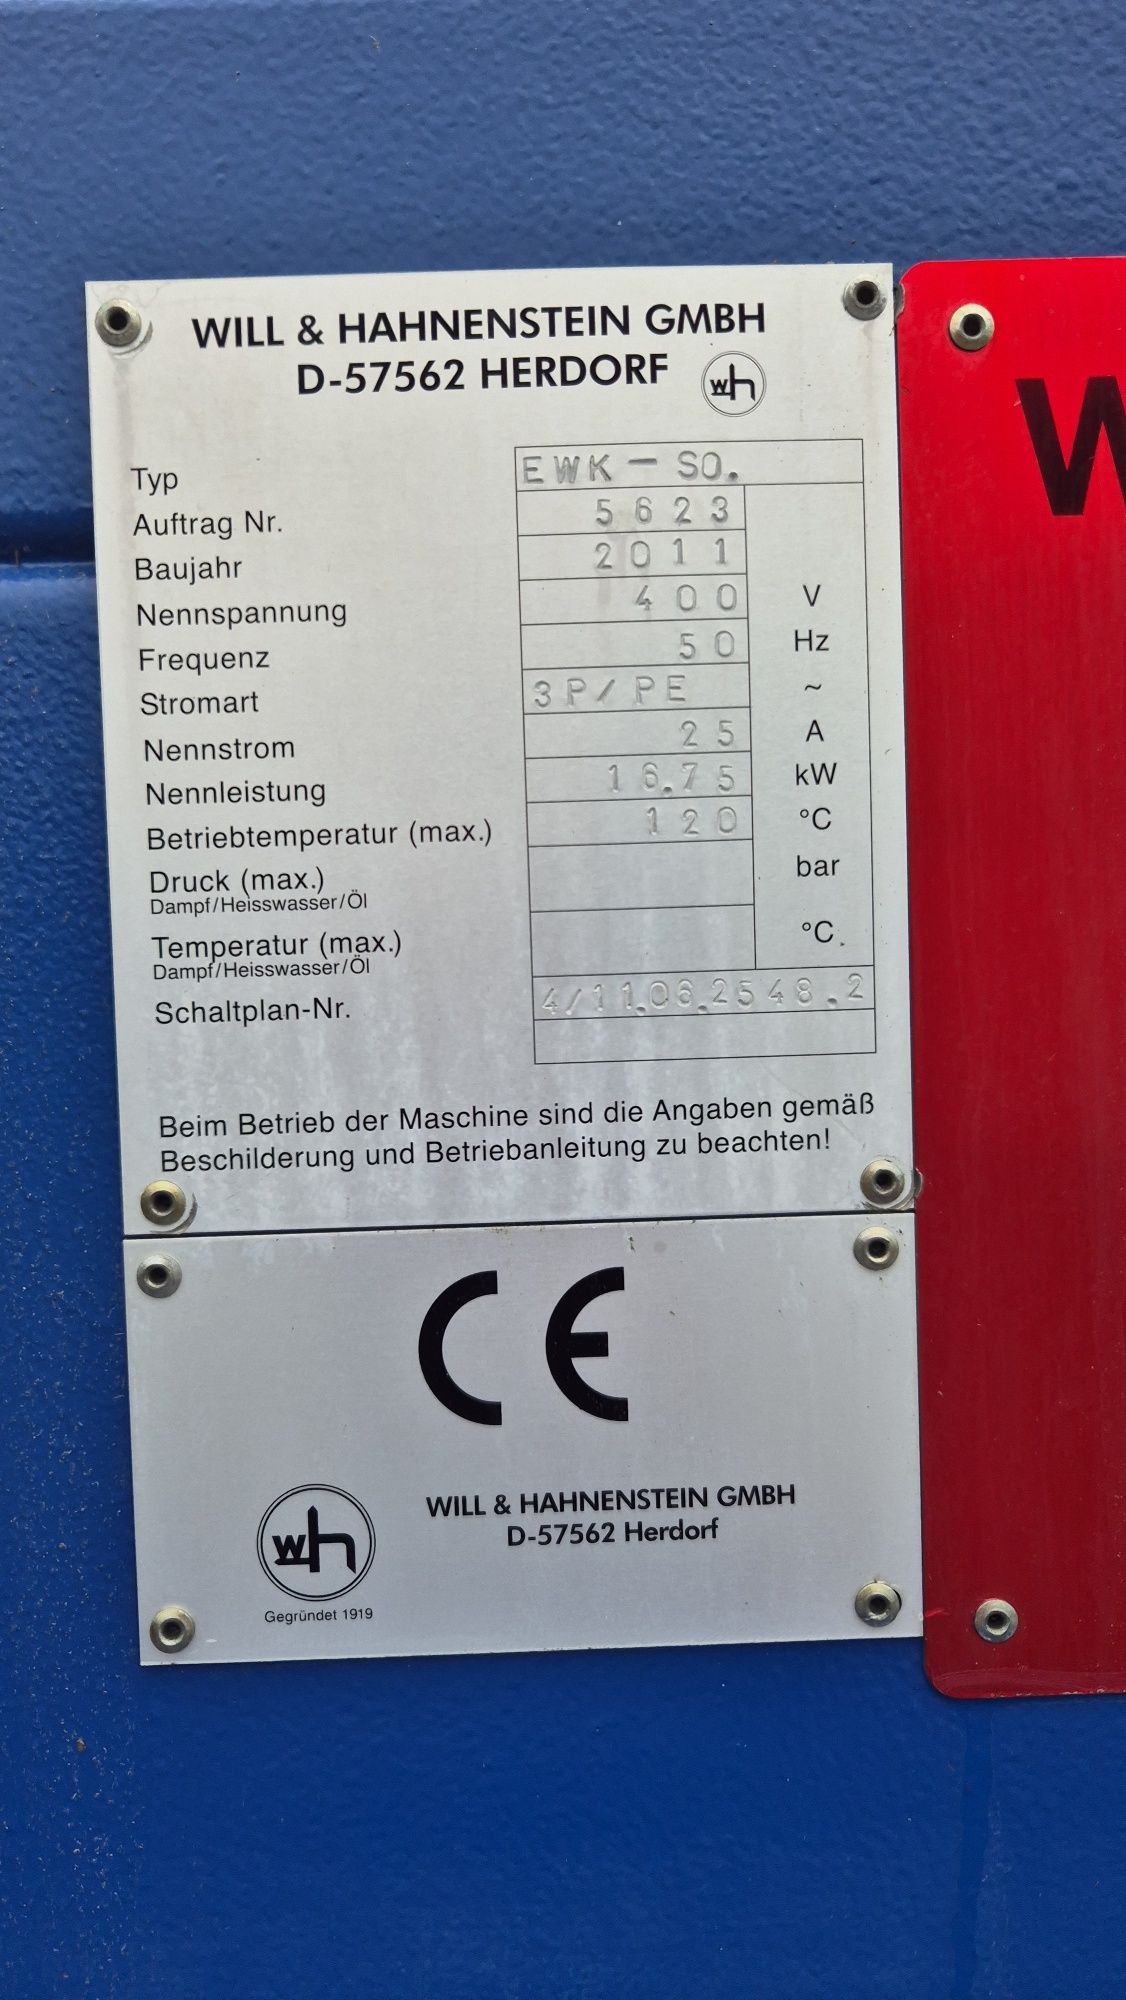 WILL & HAHNENSTEIN GMBH
D-57562 HERDORF wh
Typ EWK - SO.
Auftrag Nr. 5623
Baujahr 2011
Nennspannung 400 V
Frequenz 50 Hz
Stromart 3P/PE ~
Nennstrom 25 A
Nennleistung 16.75 kW
Betriebtemperatur (max.) 120 °C
Druck (max.) bar
Dampf/Heisswasser/Öl
Temperatur (max.) °C
Dampf/Heisswasser/Öl
Schaltplan-Nr. 4/11.06.2548.2
Beim Betrieb der Maschine sind die Angaben gemäß
Beschilderung und Betriebanleitung zu beachten!
CE
wh
WILL & HAHNENSTEIN GMBH
D-57562 Herdorf
Gegründet 1919